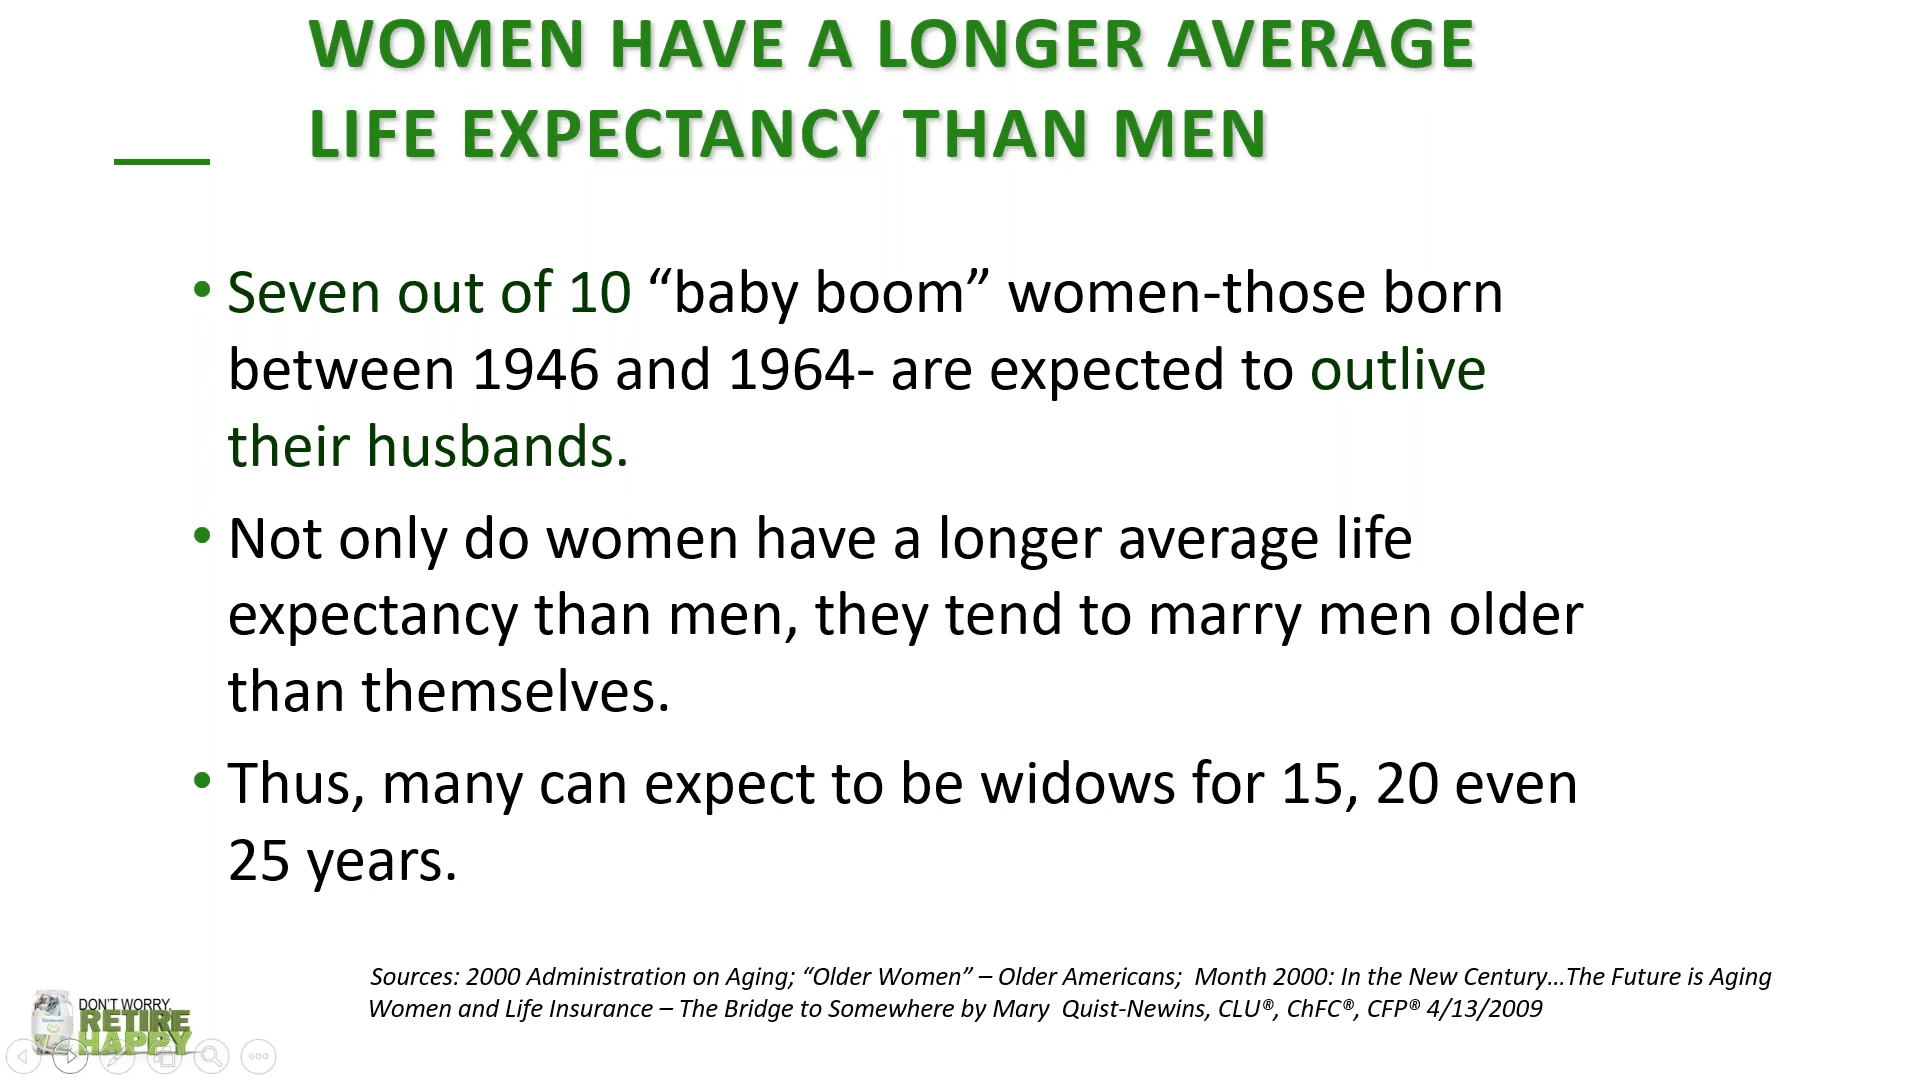 WOMEN HAVE A LONGER AVERAGE
LIFE EXPECTANCY THAN MEN
• Seven out of 10 “baby boom” women-those born
between 1946 and 1964- are expected to outlive
their husbands.
• Not only do women have a longer average life
expectancy than men, they tend to marry men older
than themselves.
• Thus, many can expect to be widows for 15, 20 even
25 years.
Sources: 2000 Administration on Aging; “Older Women” – Older Americans;  Month 2000: In the New Century…The Future is Aging
Women and Life Insurance – The Bridge to Somewhere by Mary  Quist-Newins, CLU®, ChFC®, CFP® 4/13/2009
DON'T WORRY,
RETIRE
HAPPY